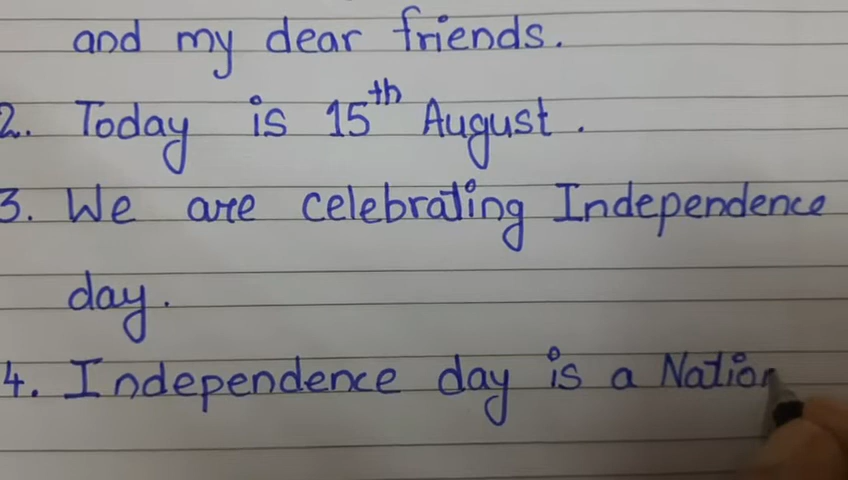 and my dear friends.
2. Today is 15th August.
3. We are celebrating Independence
day.
4. Independence day is a Nation